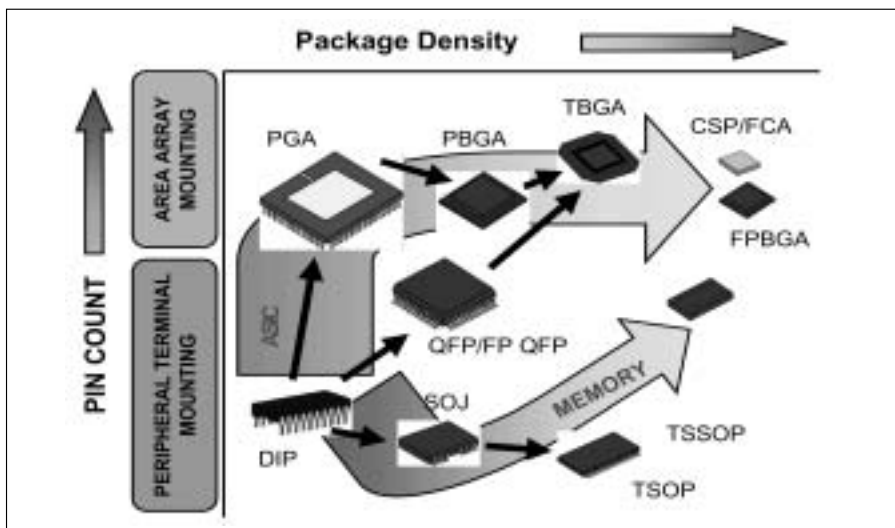 Package Density
PIN COUNT
AREA ARRAY
MOUNTING
PERIPHERAL TERMINAL
MOUNTING
TBGA
PGA
PBGA
CSP/FCA
FPBGA
ASIC
QFP/FP QFP
SOJ
MEMORY
DIP
TSSOP
TSOP